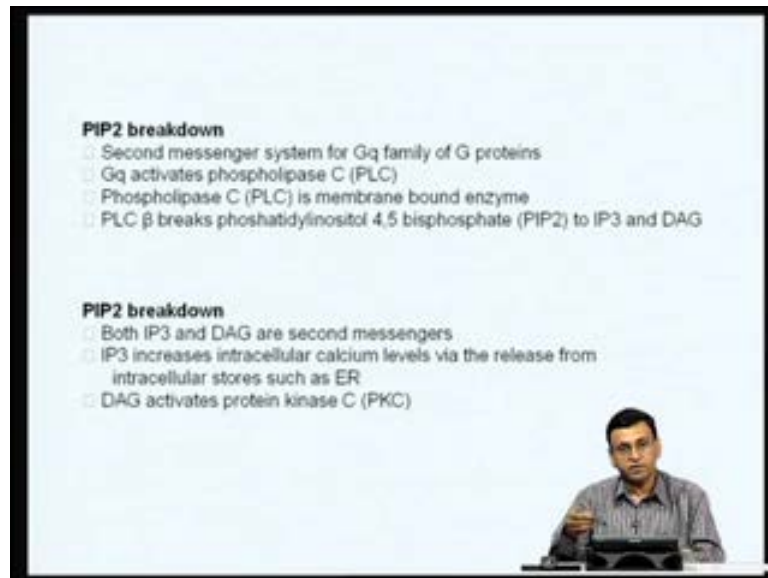 PIP2 breakdown
Second messenger system for Gq family of G proteins
Gq activates phospholipase C (PLC)
Phospholipase C (PLC) is membrane bound enzyme
PLC β breaks phoshatidylinositol 4,5 bisphosphate (PIP2) to IP3 and DAG
PIP2 breakdown
Both IP3 and DAG are second messengers
IP3 increases intracellular calcium levels via the release from
intracellular stores such as ER
DAG activates protein kinase C (PKC)